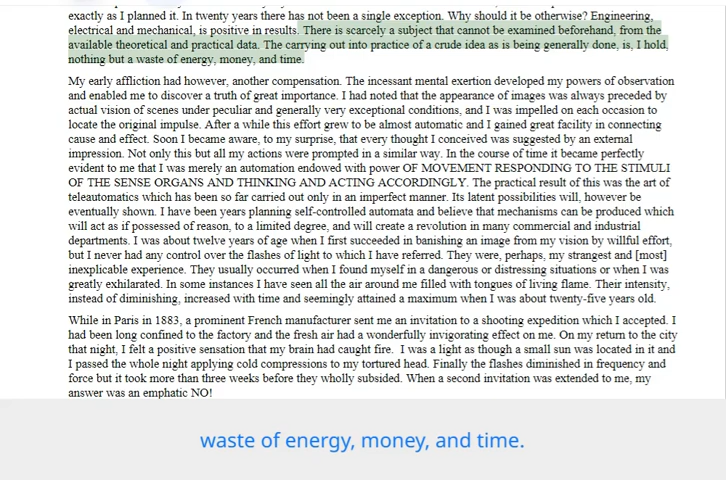 exactly as I planned it. In twenty years there has not been a single exception. Why should it be otherwise? Engineering,
electrical and mechanical, is positive in results. There is scarcely a subject that cannot be examined beforehand, from the
available theoretical and practical data. The carrying out into practice of a crude idea as is being generally done, is, I hold,
nothing but a waste of energy, money, and time.
My early affliction had however, another compensation. The incessant mental exertion developed my powers of observation
and enabled me to discover a truth of great importance. I had noted that the appearance of images was always preceded by
actual vision of scenes under peculiar and generally very exceptional conditions, and I was impelled on each occasion to
locate the original impulse. After a while this effort grew to be almost automatic and I gained great facility in connecting
cause and effect. Soon I became aware, to my surprise, that every thought I conceived was suggested by an external
impression. Not only this but all my actions were prompted in a similar way. In the course of time it became perfectly
evident to me that I was merely an automation endowed with power OF MOVEMENT RESPONDING TO THE STIMULI
OF THE SENSE ORGANS AND THINKING AND ACTING ACCORDINGLY. The practical result of this was the art of
teleautomatics which has been so far carried out only in an imperfect manner. Its latent possibilities will, however be
eventually shown. I have been years planning self-controlled automata and believe that mechanisms can be produced which
will act as if possessed of reason, to a limited degree, and will create a revolution in many commercial and industrial
departments. I was about twelve years of age when I first succeeded in banishing an image from my vision by willful effort,
but I never had any control over the flashes of light to which I have referred. They were, perhaps, my strangest and [most]
inexplicable experience. They usually occurred when I found myself in a dangerous or distressing situations or when I was
greatly exhilarated. In some instances I have seen all the air around me filled with tongues of living flame. Their intensity,
instead of diminishing, increased with time and seemingly attained a maximum when I was about twenty-five years old.
While in Paris in 1883, a prominent French manufacturer sent me an invitation to a shooting expedition which I accepted. I
had been long confined to the factory and the fresh air had a wonderfully invigorating effect on me. On my return to the city
that night, I felt a positive sensation that my brain had caught fire. I was a light as though a small sun was located in it and
I passed the whole night applying cold compressions to my tortured head. Finally the flashes diminished in frequency and
force but it took more than three weeks before they wholly subsided. When a second invitation was extended to me, my
answer was an emphatic NO!
waste of energy, money, and time.